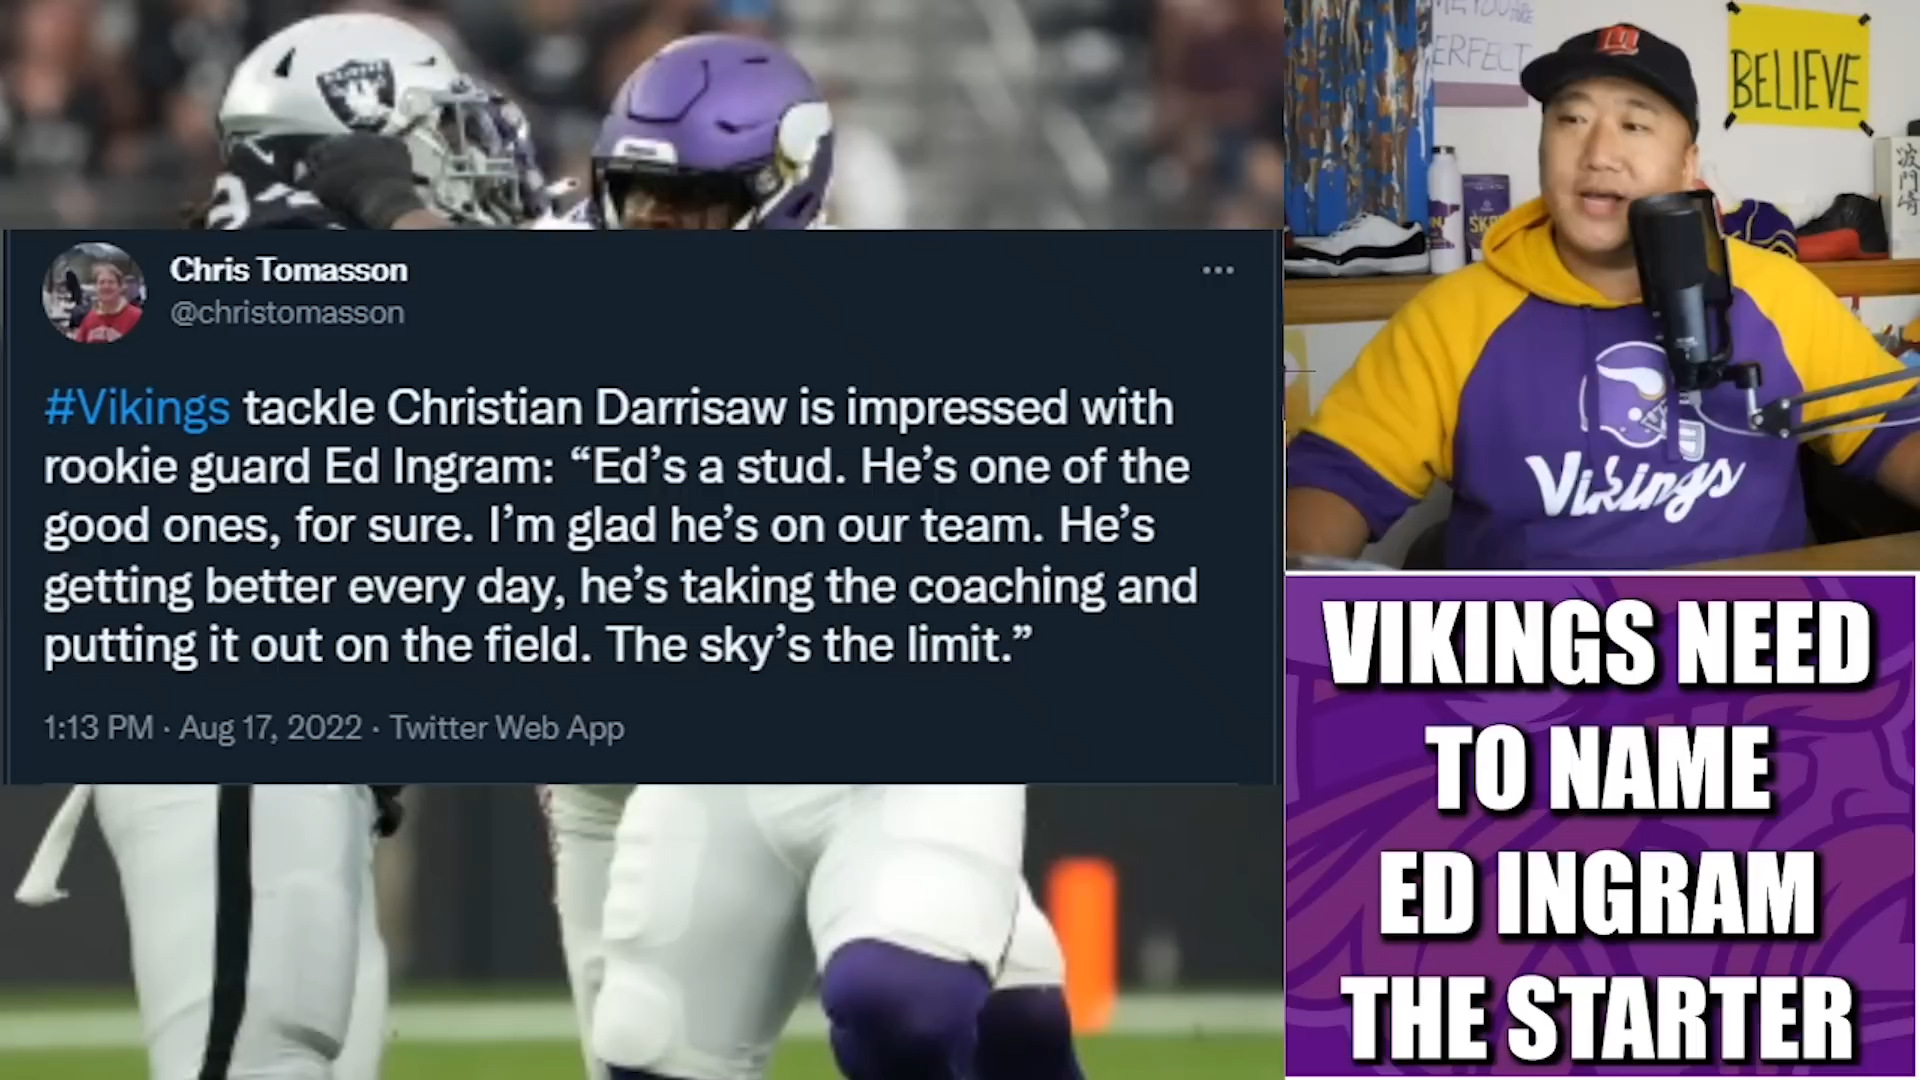 Chris Tomasson
@christomasson
#Vikings tackle Christian Darrisaw is impressed with
rookie guard Ed Ingram: “Ed’s a stud. He’s one of the
good ones, for sure. I’m glad he’s on our team. He’s
getting better every day, he’s taking the coaching and
putting it out on the field. The sky’s the limit.”
1:13 PM · Aug 17, 2022 · Twitter Web App
PERFECT
BELIEVE
Vikings
VIKINGS NEED
TO NAME
ED INGRAM
THE STARTER